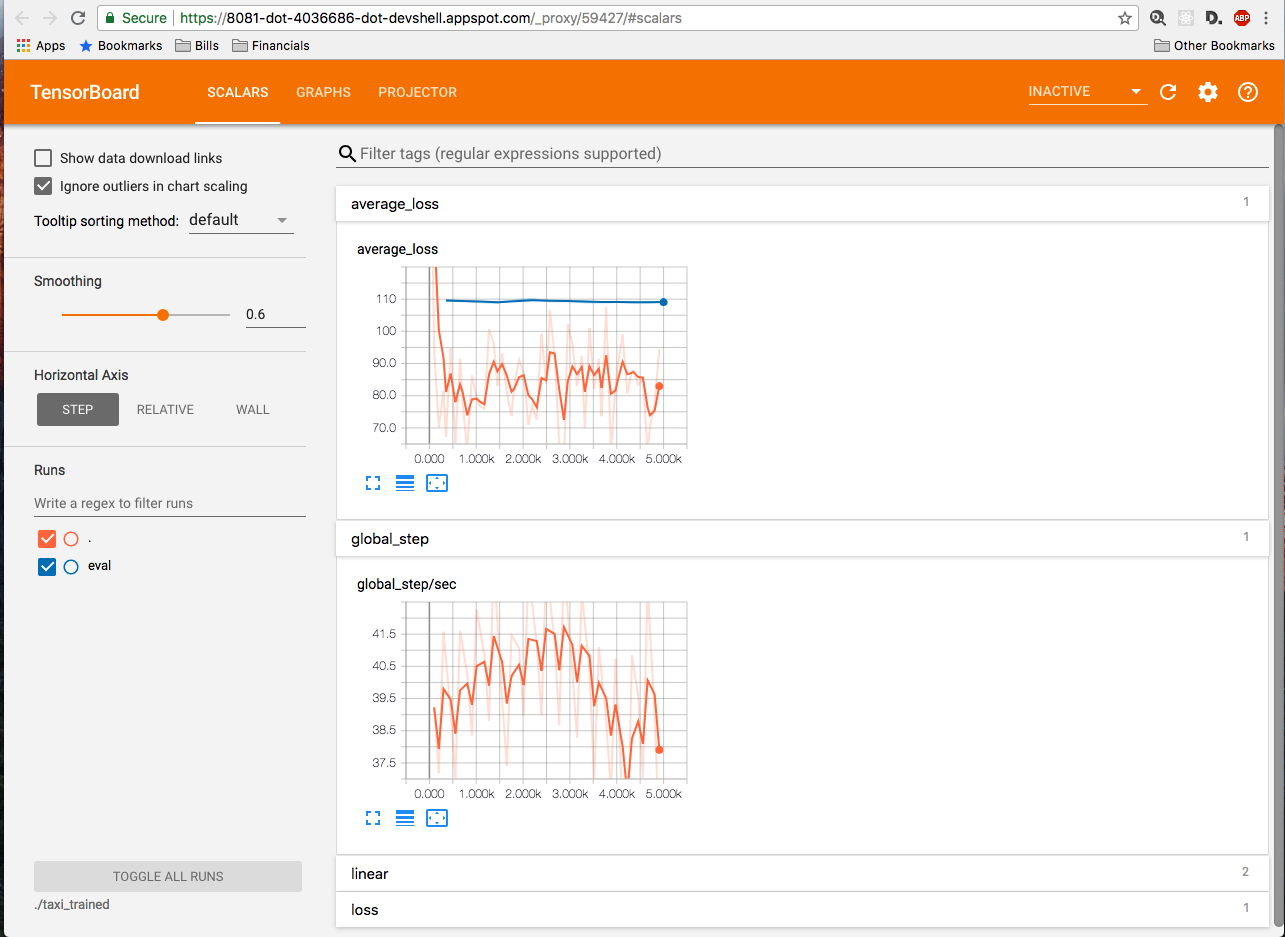 Secure https://8081-dot-4036686-dot-devshell.appspot.com/_proxy/59427/#scalars
ABP
Apps Bookmarks Bills Financials Other Bookmarks
TensorBoard SCALARS GRAPHS PROJECTOR INACTIVE
Show data download links
Ignore outliers in chart scaling
Tooltip sorting method: default
Smoothing
0.6
Horizontal Axis
STEP RELATIVE WALL
Runs
Write a regex to filter runs
.
eval
TOGGLE ALL RUNS
./taxi_trained
Filter tags (regular expressions supported)
average_loss 1
average_loss
110
100
90.0
80.0
70.0
0.000 1.000k 2.000k 3.000k 4.000k 5.000k
global_step 1
global_step/sec
41.5
40.5
39.5
38.5
37.5
0.000 1.000k 2.000k 3.000k 4.000k 5.000k
linear 2
loss 1